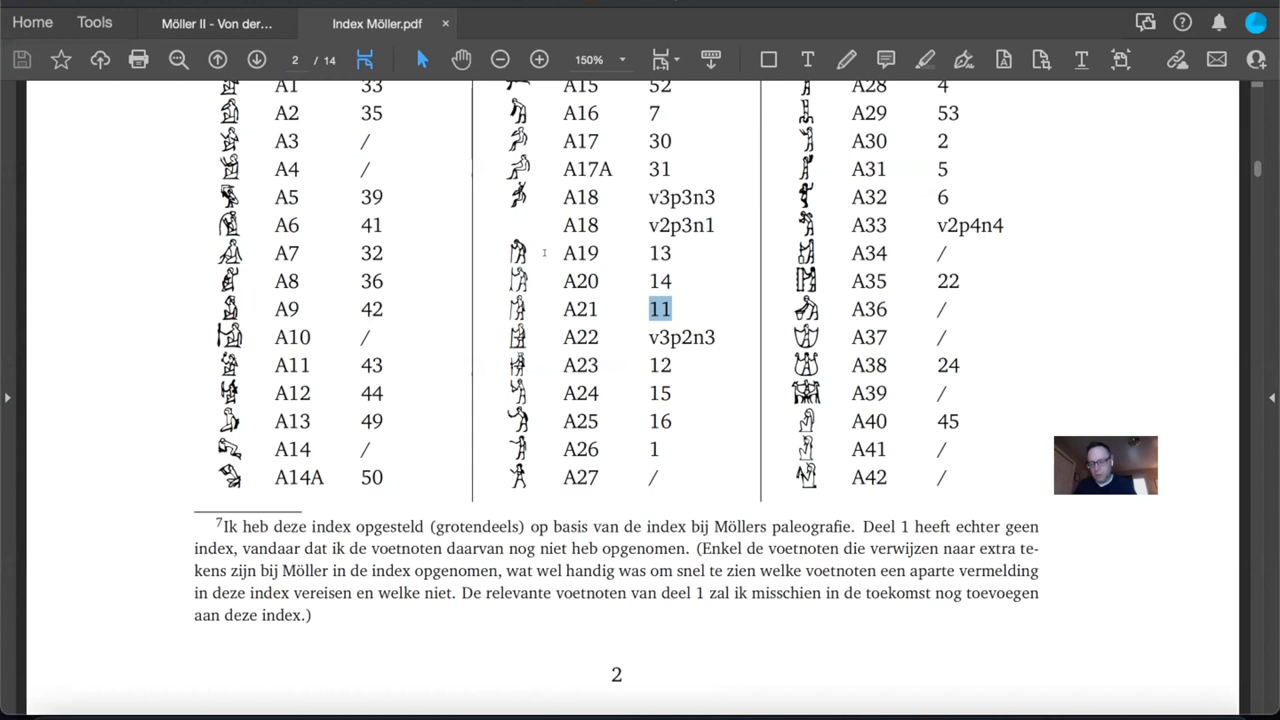 Home Tools Möller II - Von der... Index Möller.pdf ×
2 / 14 150%
A1 33 A15 52 A28 4
A2 35 A16 7 A29 53
A3 / A17 30 A30 2
A4 / A17A 31 A31 5
A5 39 A18 v3p3n3 A32 6
A6 41 A18 v2p3n1 A33 v2p4n4
A7 32 A19 13 A34 /
A8 36 A20 14 A35 22
A9 42 A21 11 A36 /
A10 / A22 v3p2n3 A37 /
A11 43 A23 12 A38 24
A12 44 A24 15 A39 /
A13 49 A25 16 A40 45
A14 / A26 1 A41 /
A14A 50 A27 / A42 /
7Ik heb deze index opgesteld (grotendeels) op basis van de index bij Möllers paleografie. Deel 1 heeft echter geen
index, vandaar dat ik de voetnoten daarvan nog niet heb opgenomen. (Enkel de voetnoten die verwijzen naar extra te-
kens zijn bij Möller in de index opgenomen, wat wel handig was om snel te zien welke voetnoten een aparte vermelding
in deze index vereisen en welke niet. De relevante voetnoten van deel 1 zal ik misschien in de toekomst nog toevoegen
aan deze index.)
2